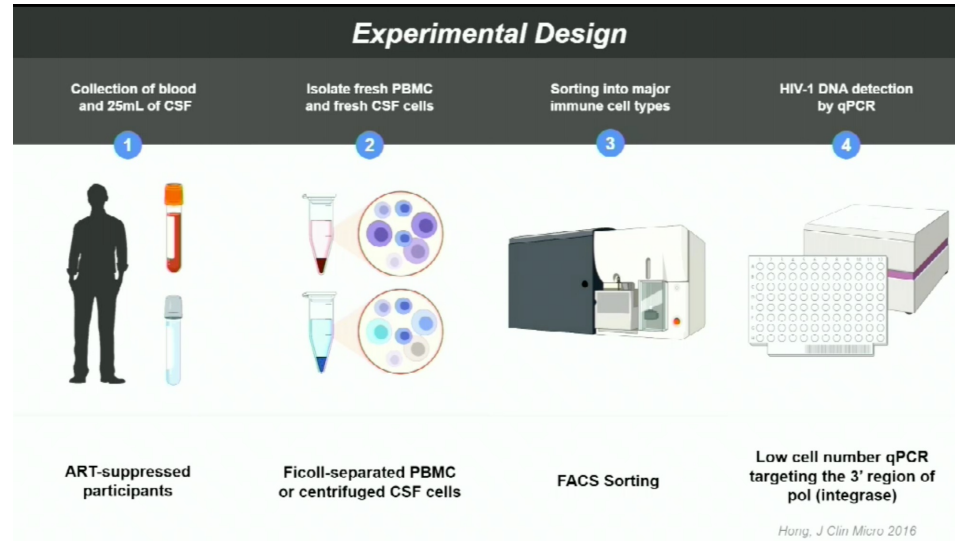 Experimental Design
Collection of blood
and 25mL of CSF
Isolate fresh PBMC
and fresh CSF cells
Sorting into major
immune cell types
HIV-1 DNA detection
by qPCR
1
2
3
4
ART-suppressed
participants
Ficoll-separated PBMC
or centrifuged CSF cells
FACS Sorting
Low cell number qPCR
targeting the 3' region of
pol (integrase)
Hong, J Clin Micro 2016